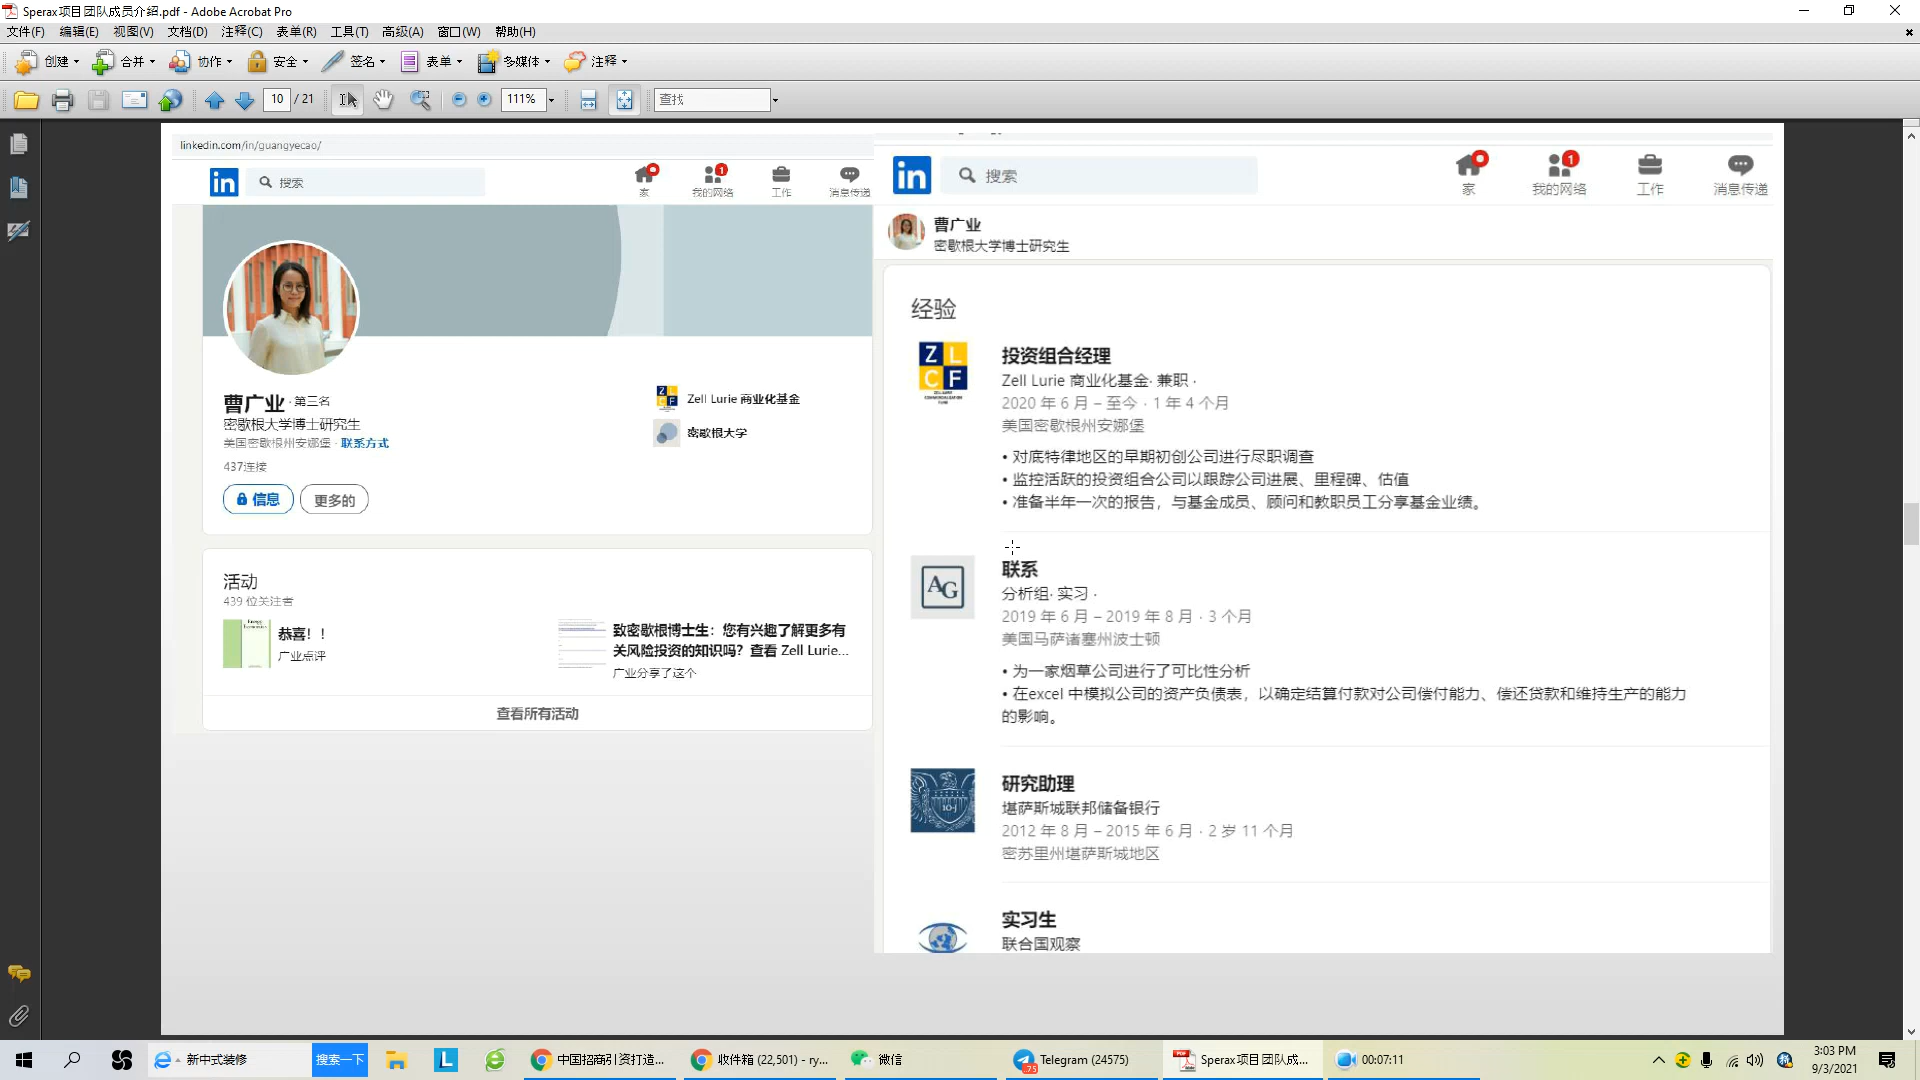 Sperax项目团队成员介绍.pdf - Adobe Acrobat Pro
文件(F) 编辑(E) 视图(V) 文档(D) 注释(C) 表单(R) 工具(T) 高级(A) 窗口(W) 帮助(H)
创建 合并 协作 安全 签名 表单 多媒体 注释
10 / 21 111% 查找
linkedin.com/in/guangyecao/
in 搜索
家 1 我的网络 工作 消息传递
曹广业 · 第三名
密歇根大学博士研究生
美国密歇根州安娜堡 · 联系方式
437连接
信息 更多的
Zell Lurie 商业化基金
密歇根大学
活动
439 位关注者
恭喜！！
广业点评
致密歇根博士生：您有兴趣了解更多有
关风险投资的知识吗？查看 Zell Lurie...
广业分享了这个
查看所有活动
in 搜索
家 1 我的网络 工作 消息传递
曹广业
密歇根大学博士研究生
经验
ZLCF
投资组合经理
Zell Lurie 商业化基金· 兼职 ·
2020 年 6 月 – 至今 · 1 年 4 个月
美国密歇根州安娜堡
• 对底特律地区的早期初创公司进行尽职调查
• 监控活跃的投资组合公司以跟踪公司进展、里程碑、估值
• 准备半年一次的报告，与基金成员、顾问和教职员工分享基金业绩。
AG
联系
分析组· 实习 ·
2019 年 6 月 – 2019 年 8 月 · 3 个月
美国马萨诸塞州波士顿
• 为一家烟草公司进行了可比性分析
• 在excel 中模拟公司的资产负债表，以确定结算付款对公司偿付能力、偿还贷款和维持生产的能力
的影响。
10-J
研究助理
堪萨斯城联邦储备银行
2012 年 8 月 – 2015 年 6 月 · 2 岁 11 个月
密苏里州堪萨斯城地区
实习生
联合国观察
新中式装修 搜索一下 L 中国招商引资打造... 收件箱 (22,501) - ry... 微信 Telegram (24575) Sperax项目团队成... 00:07:11
3:03 PM
9/3/2021